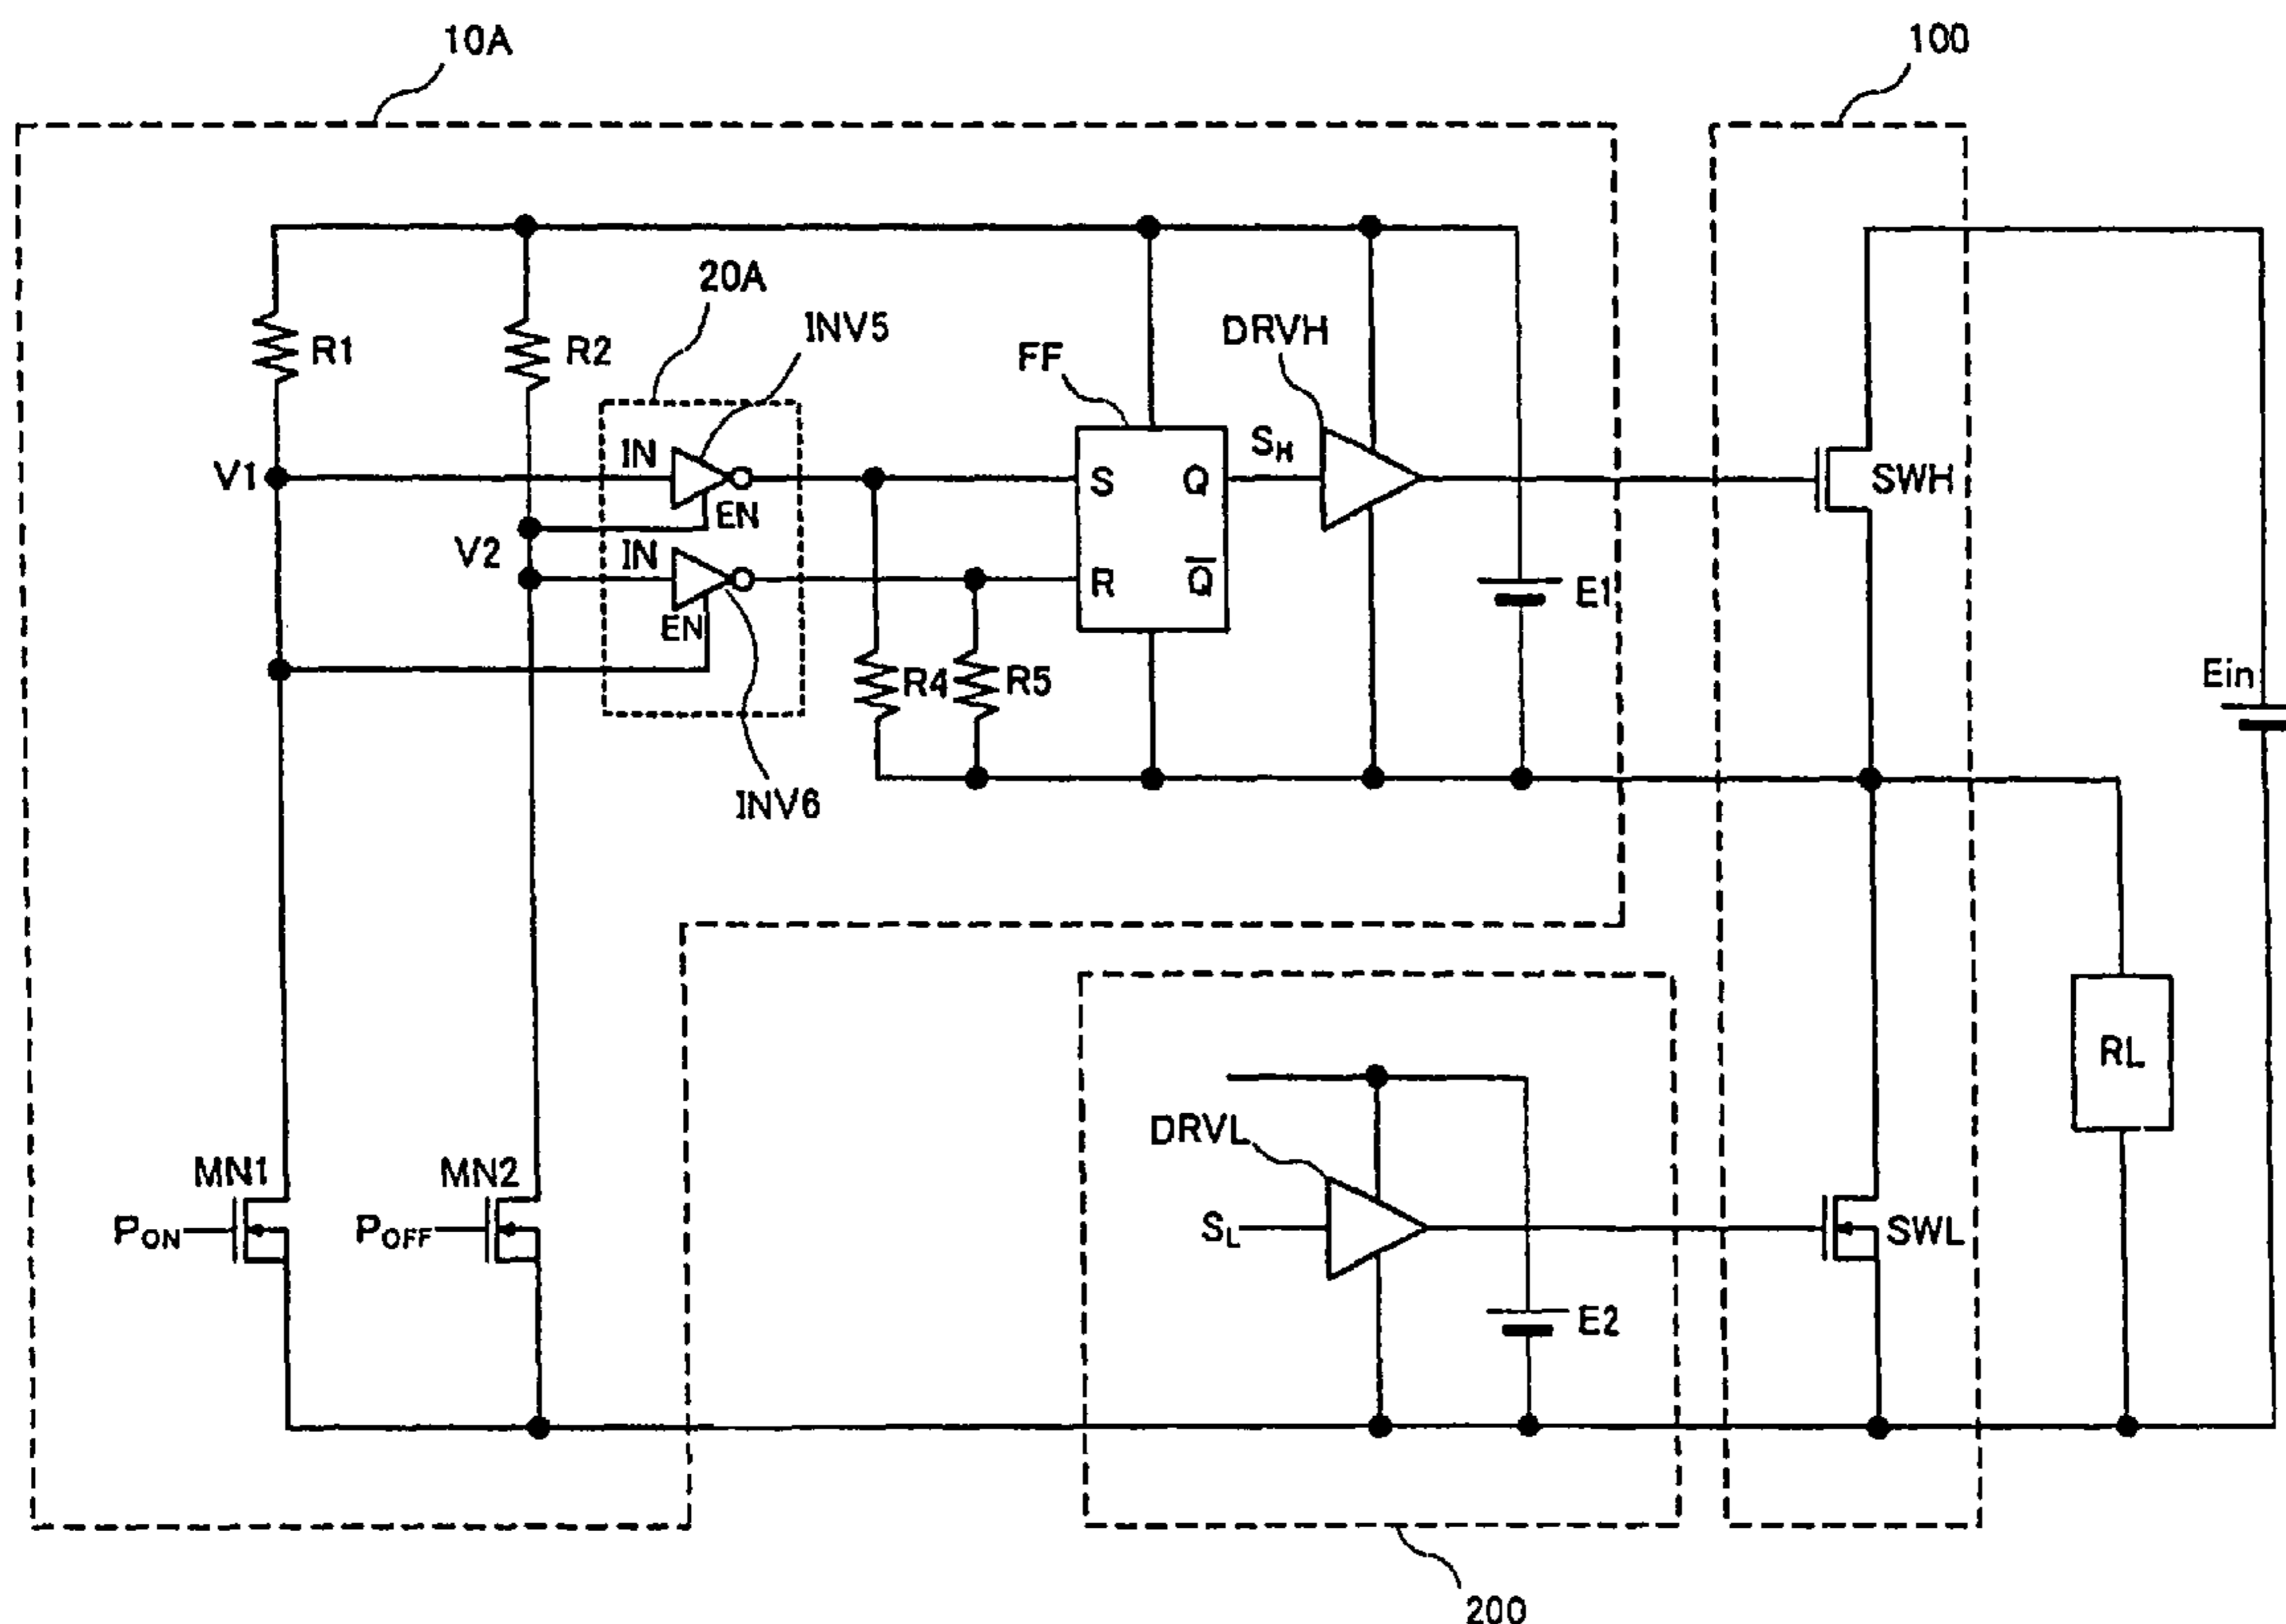 10A
100
20A
INV5
R1
R2
FF
DRVH
IN
EN
V1
S
Q
SH
SWH
V2
IN
EN
R
Q̅
E1
R4
R5
Ein
INV6
RL
DRVL
MN1
MN2
PON
POFF
SL
SWL
E2
200